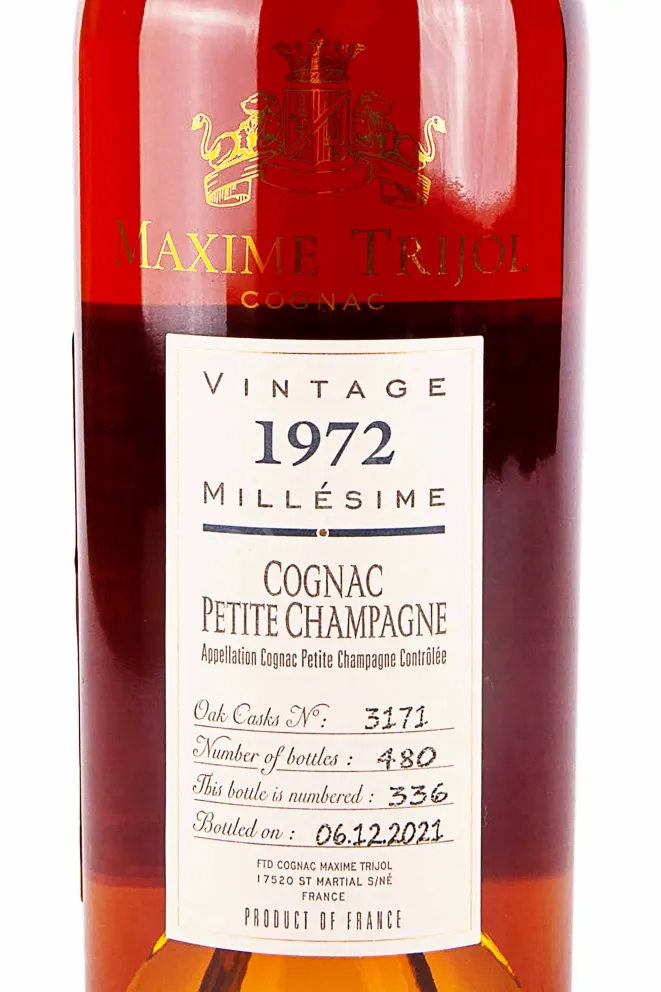 MAXIME TRIJOL
COGNAC
VINTAGE
1972
MILLÉSIME
COGNAC
PETITE CHAMPAGNE
Appellation Cognac Petite Champagne Contrôlée
Oak Casks Nº: 3171
Number of bottles : 480
This bottle is numbered : 336
Bottled on : 06.12.2021
FTD COGNAC MAXIME TRIJOL
17520 ST MARTIAL S/NÉ
FRANCE
PRODUCT OF FRANCE